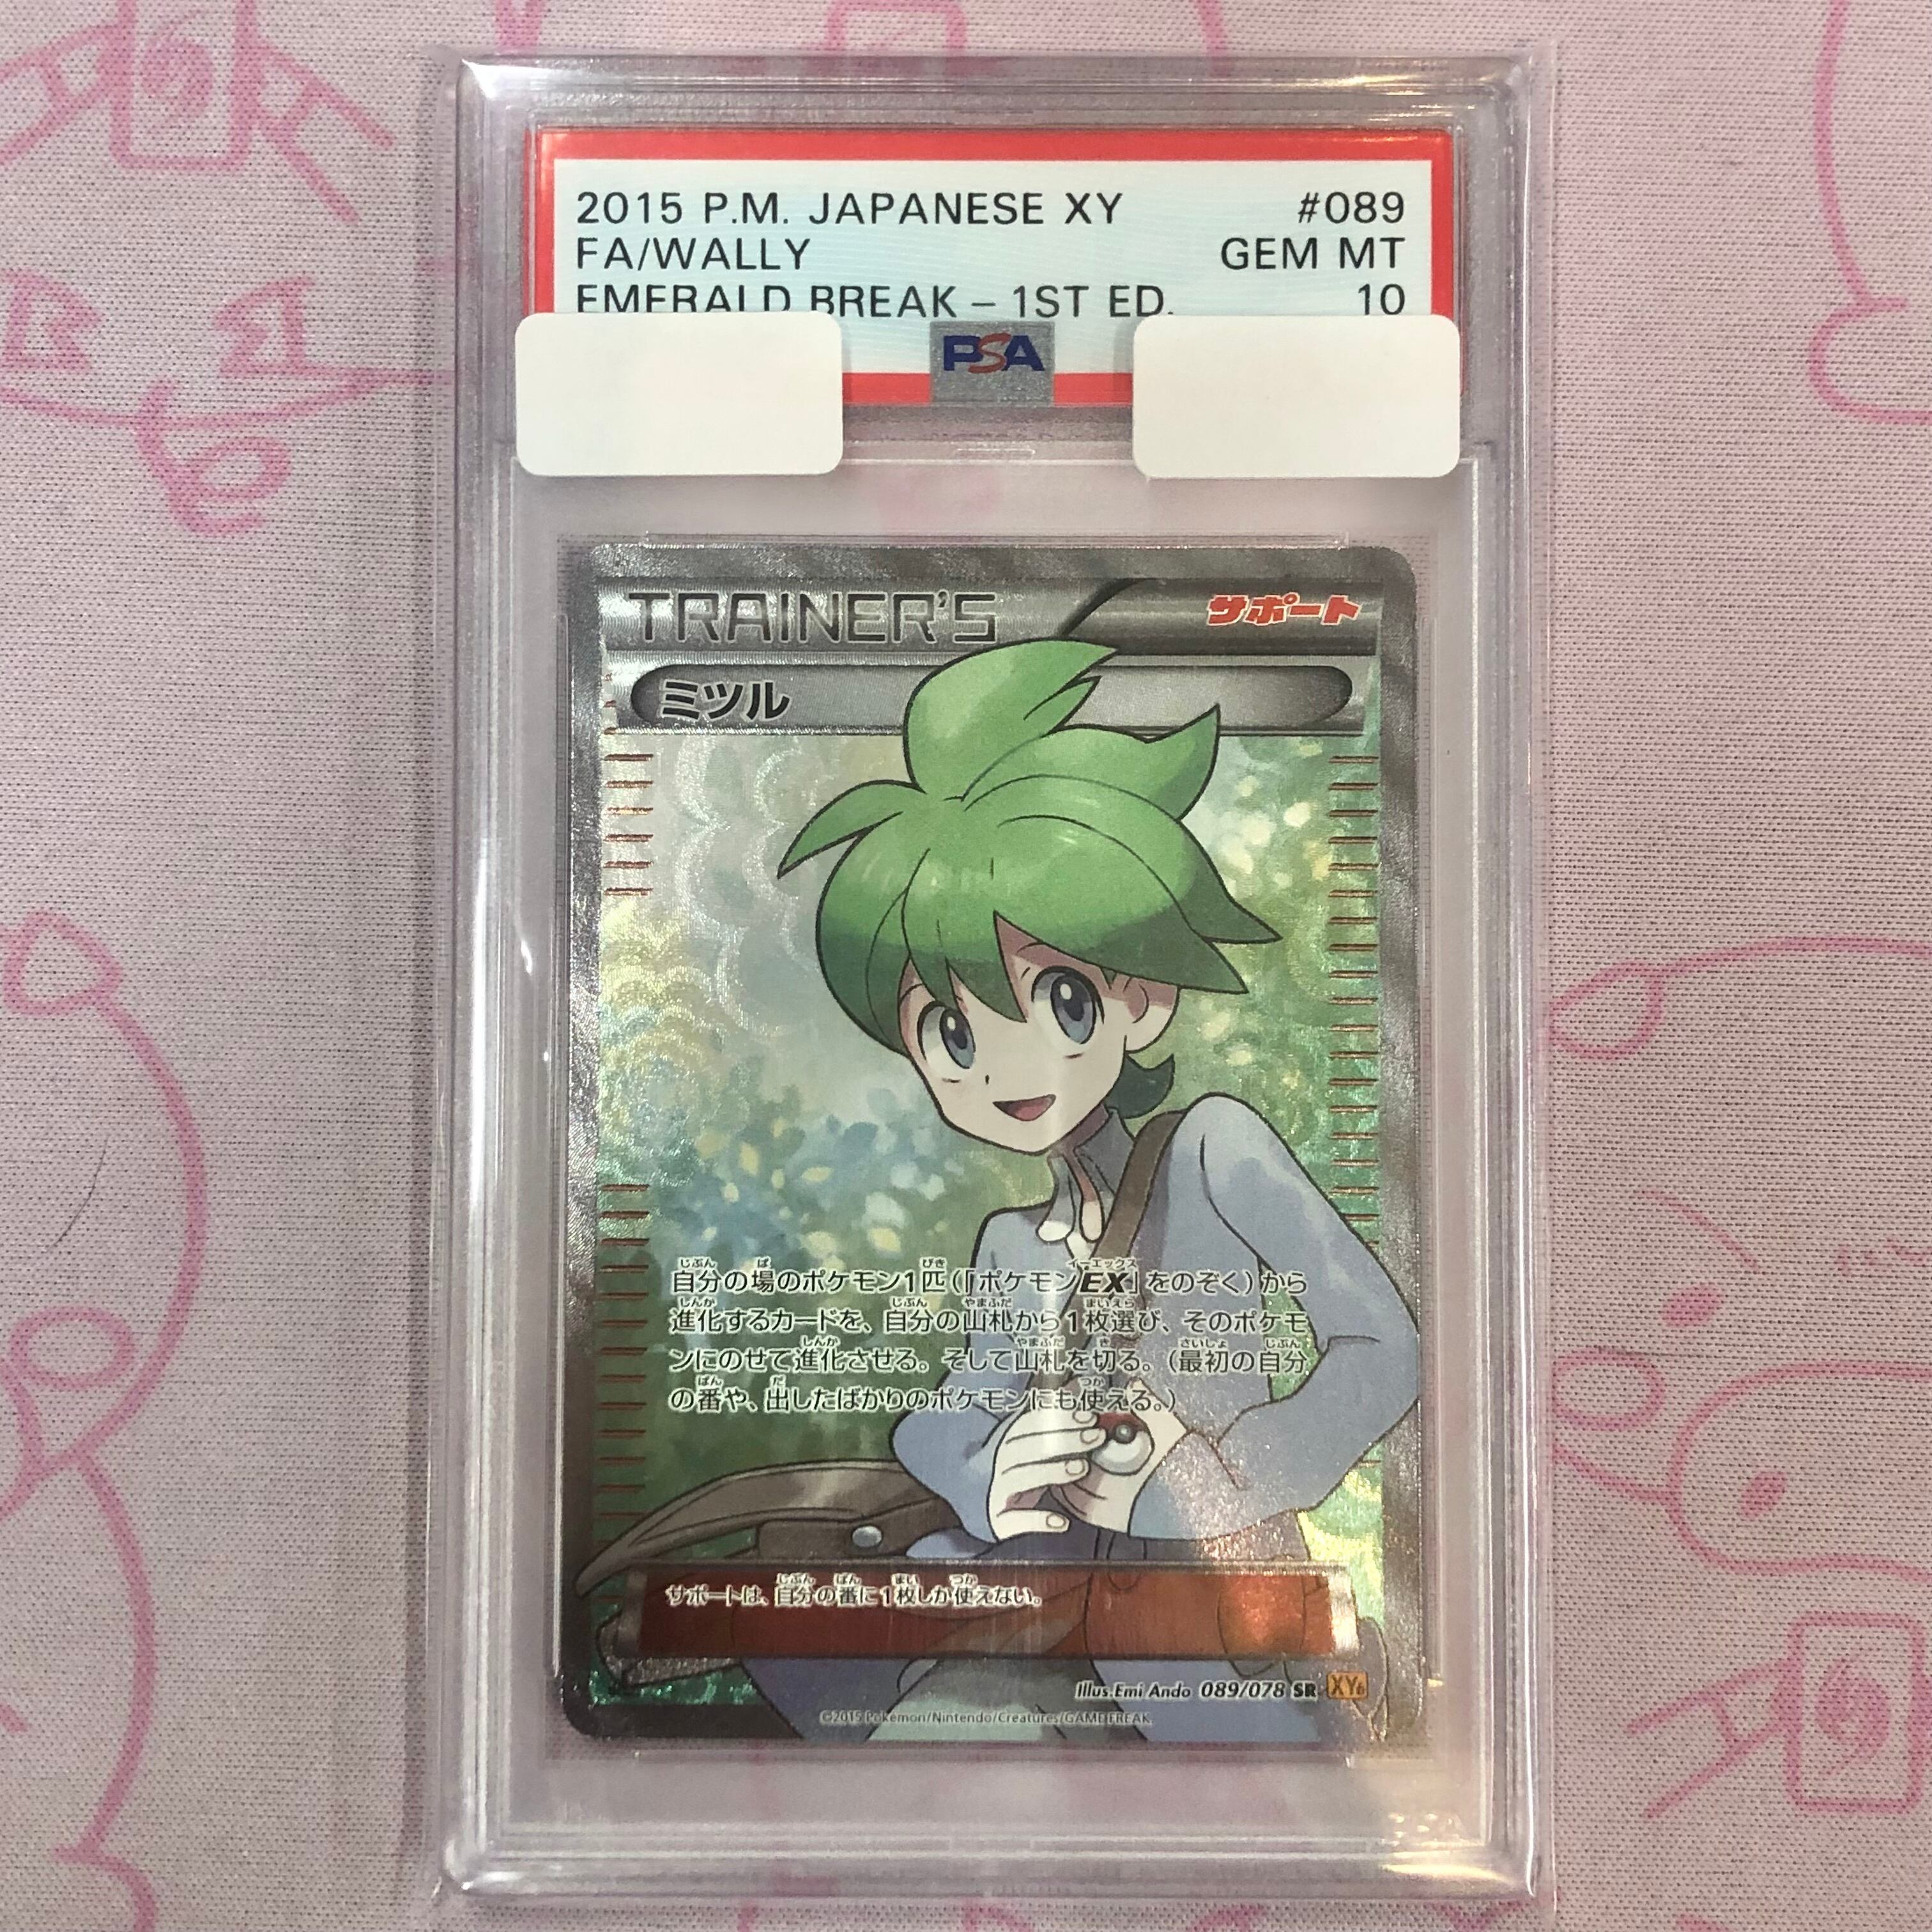 2015 P.M. JAPANESE XY #089
FA/WALLY GEM MT
EMERALD BREAK – 1ST ED. 10
PSA
TRAINER'S サポート
ミツル
自分の場のポケモン1匹(「ポケモンEX」をのぞく)から
進化するカードを、自分の山札から1枚選び、そのポケモ
ンにのせて進化させる。そして山札を切る。(最初の自分
の番や、出したばかりのポケモンにも使える。)
サポートは、自分の番に1枚しか使えない。
Illus.Emi Ando 089/078 SR XY6
©2015 Pokémon/Nintendo/Creatures/GAME FREAK